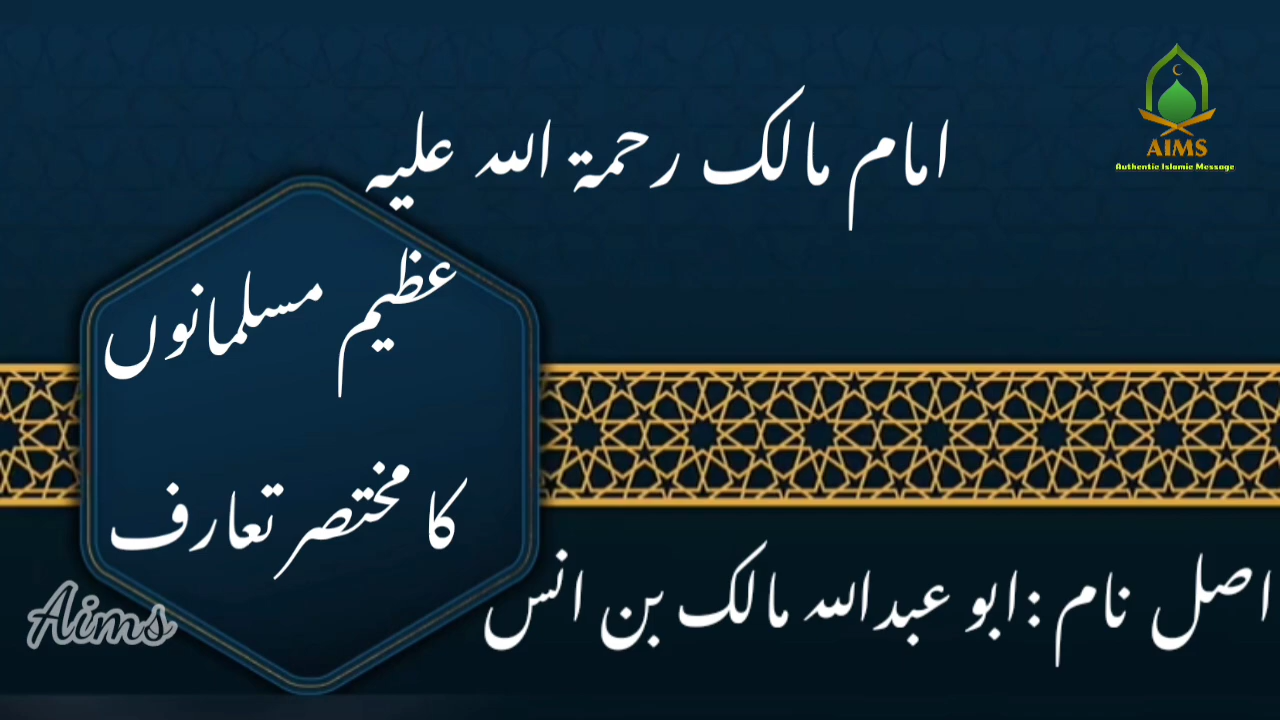 امام مالک رحمۃ اللہ علیہ
AIMS
Authentic Islamic Message
عظیم مسلمانوں
کا مختصر تعارف
اصل نام : ابو عبداللہ مالک بن انس
Aims